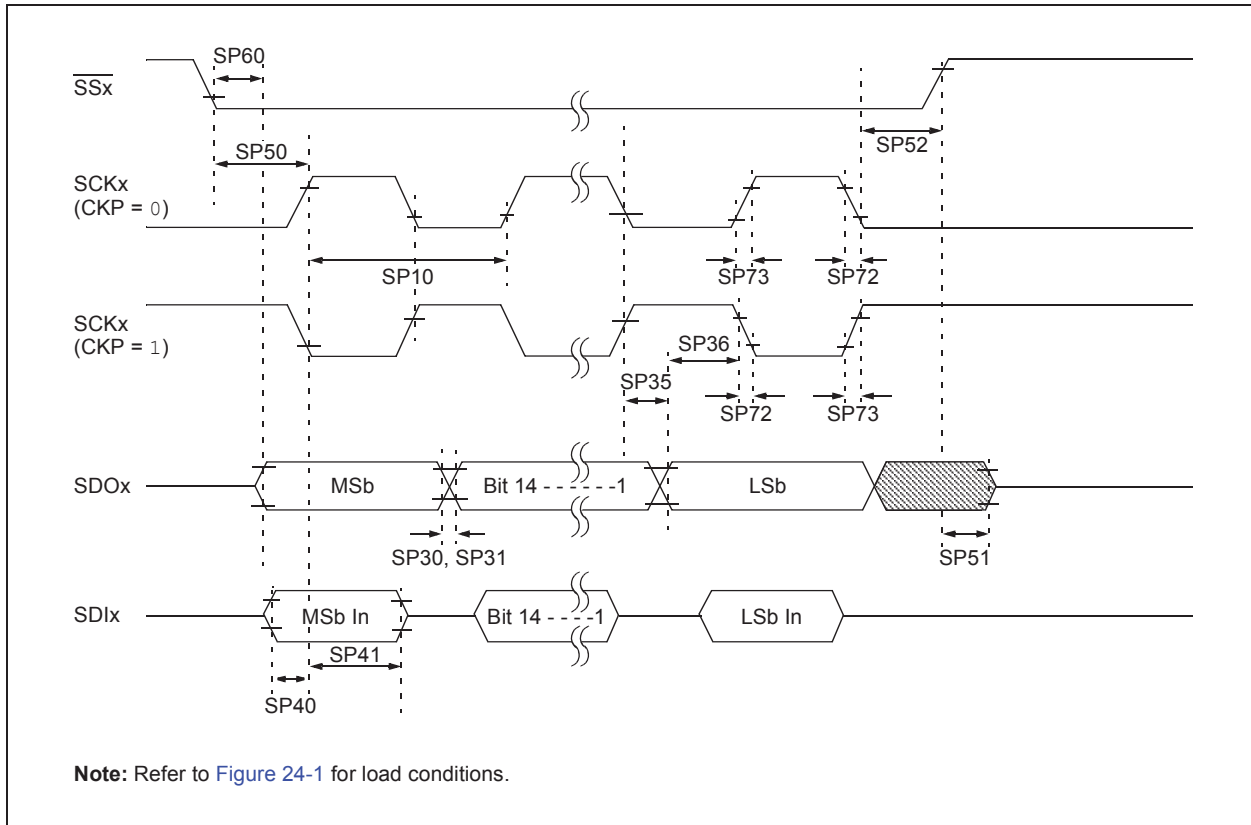 SP60
SSx
SP50
SP52
SCKx
(CKP = 0)
SP10
SP73
SP72
SCKx
(CKP = 1)
SP36
SP35
SP72
SP73
SDOx
MSb
Bit 14 - - - - - -1
LSb
SP30, SP31
SP51
SDIx
MSb In
Bit 14 - - - -1
LSb In
SP41
SP40
Note: Refer to Figure 24-1 for load conditions.